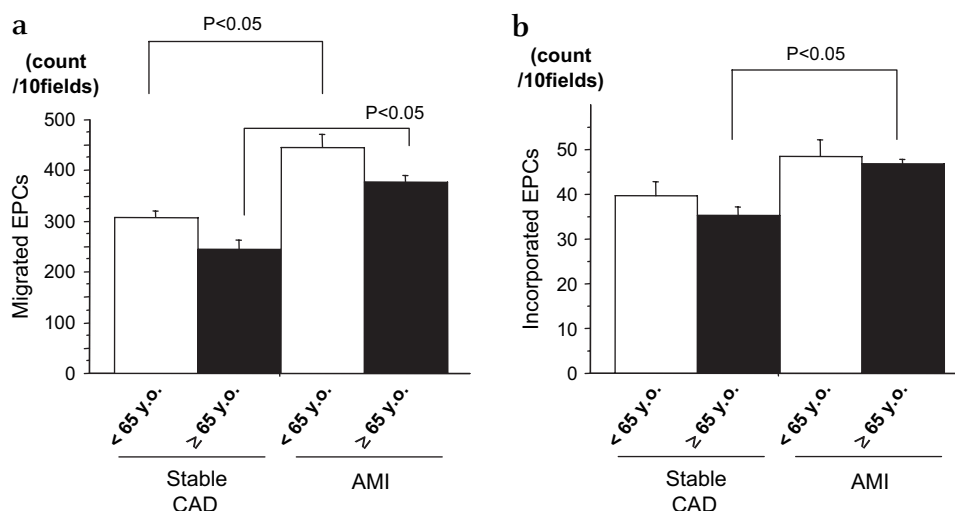 a
P<0.05
(count
/10fields)
P<0.05
500
400
300
200
100
0
Migrated EPCs
< 65 y.o.
≥ 65 y.o.
< 65 y.o.
≥ 65 y.o.
Stable
CAD
AMI
b
(count
/10fields)
P<0.05
50
40
30
20
10
0
Incorporated EPCs
< 65 y.o.
≥ 65 y.o.
< 65 y.o.
≥ 65 y.o.
Stable
CAD
AMI